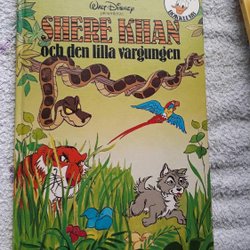 WALT DISNEY
SHERE KHAN
och den lilla vargungen